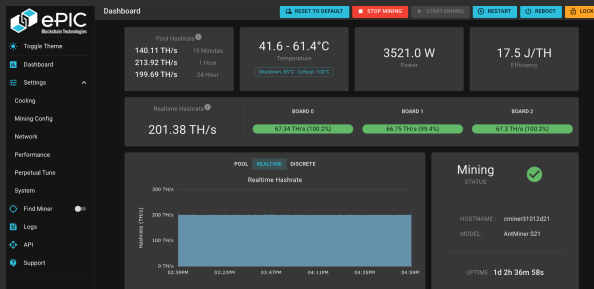 ePIC
Blockchain Technologies
Dashboard
RESET TO DEFAULT
STOP MINING
START MINING
RESTART
REBOOT
LOCK
Toggle Theme
Dashboard
Settings
Cooling
Mining Config
Network
Performance
Perpetual Tune
System
Find Miner
Logs
API
Support
Pool Hashrate
140.11 TH/s 15 Minutes
213.92 TH/s 1 Hour
199.69 TH/s 24 Hour
41.6 - 61.4°C
Temperature
Shutdown: 85°C Critical: 100°C
3521.0 W
Power
17.5 J/TH
Efficiency
Realtime Hashrate
201.38 TH/s
BOARD 0
67.34 TH (100.2%)
BOARD 1
66.75 TH (99.4%)
BOARD 2
67.3 TH (100.2%)
POOL REALTIME DISCRETE
Realtime Hashrate
Hashrate (TH/s)
300 TH/s
200 TH/s
100 TH/s
0 TH/s
02:59PM 03:23PM 03:47PM 04:11PM 04:35PM 04:59PM
Mining
STATUS
HOSTNAME : cminer31012d21
MODEL : AntMiner S21
UPTIME : 1d 2h 36m 58s